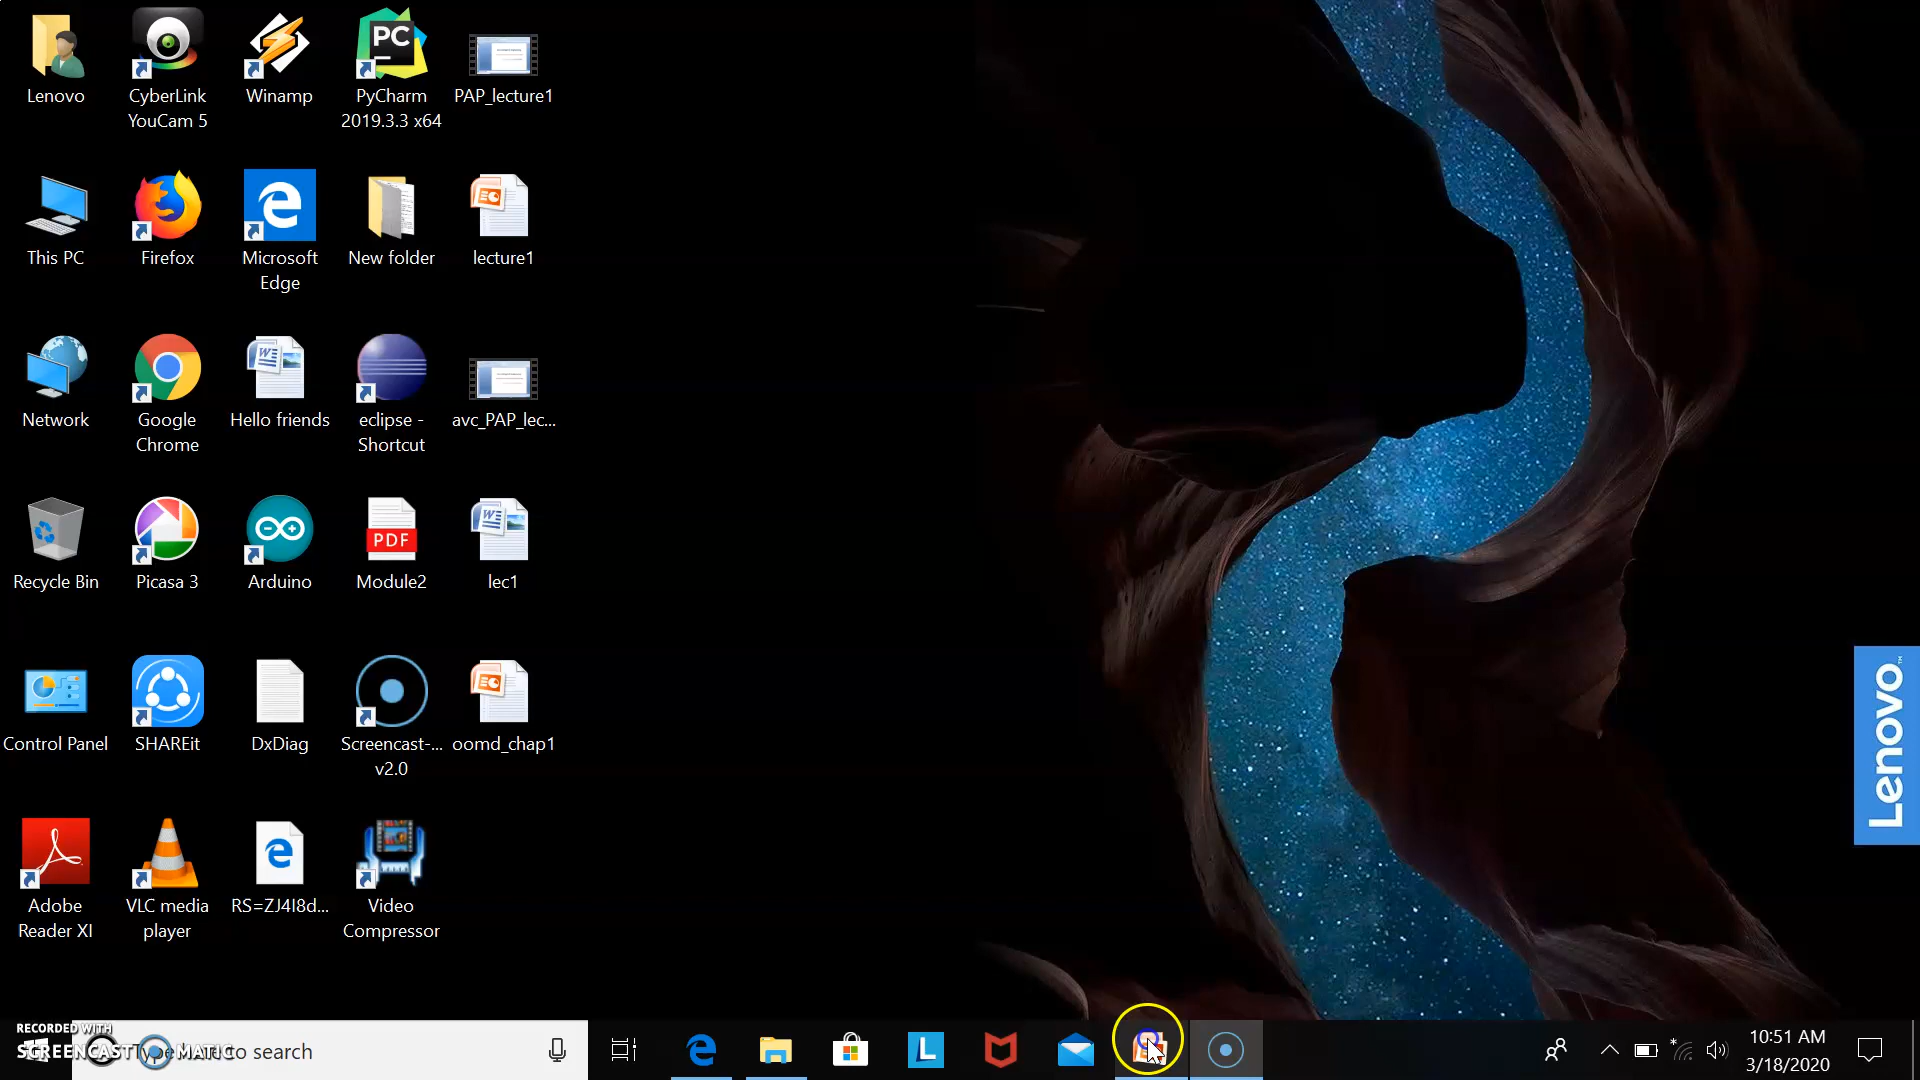 Lenovo
CyberLink
YouCam 5
Winamp
PyCharm
2019.3.3 x64
PAP_lecture1
This PC
Firefox
Microsoft
Edge
New folder
lecture1
Network
Google
Chrome
Hello friends
eclipse -
Shortcut
avc_PAP_lec...
Recycle Bin
Picasa 3
Arduino
PDF
Module2
lec1
Control Panel
SHAREit
DxDiag
Screencast-...
v2.0
oomd_chap1
Adobe
Reader XI
VLC media
player
RS=ZJ4I8d...
Video
Compressor
PC
Lenovo
RECORDED WITH
SCREENCAST MATIC
to search
L
10:51 AM
3/18/2020